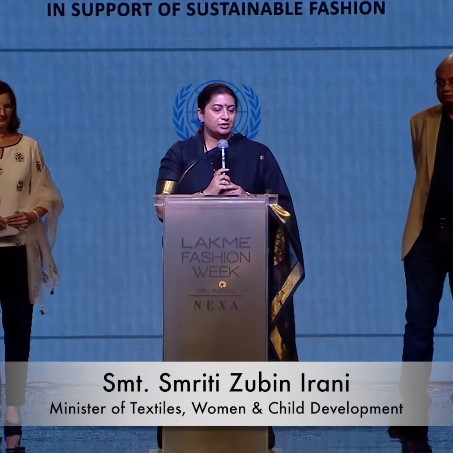 IN SUPPORT OF SUSTAINABLE FASHION
LAKMÉ
FASHION
WEEK
NEXA
Smt. Smriti Zubin Irani
Minister of Textiles, Women & Child Development